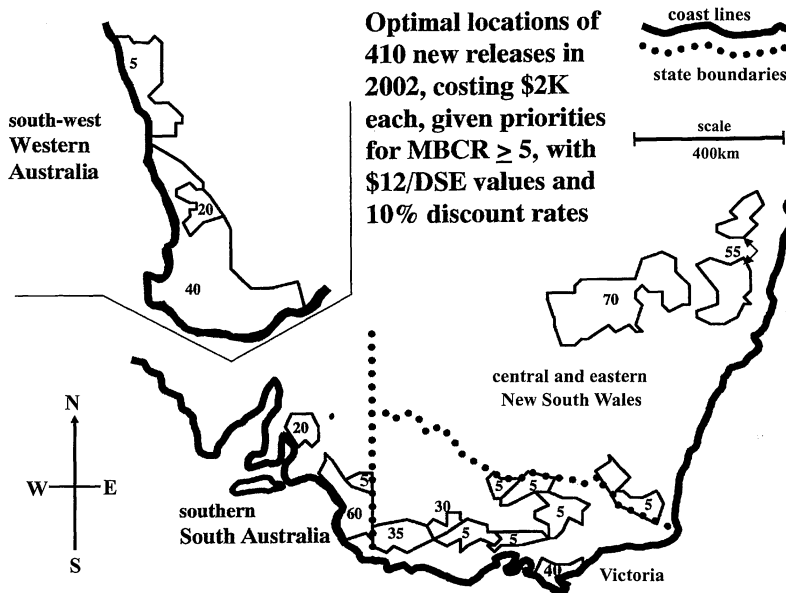 Optimal locations of
410 new releases in
2002, costing $2K
each, given priorities
for MBCR ≥ 5, with
$12/DSE values and
10% discount rates
coast lines
state boundaries
scale
400km
5
south-west
Western
Australia
20
40
55
70
central and eastern
New South Wales
N
W
E
S
20
5
60
southern
South Australia
35
30
5
5
5
5
5
5
40
Victoria